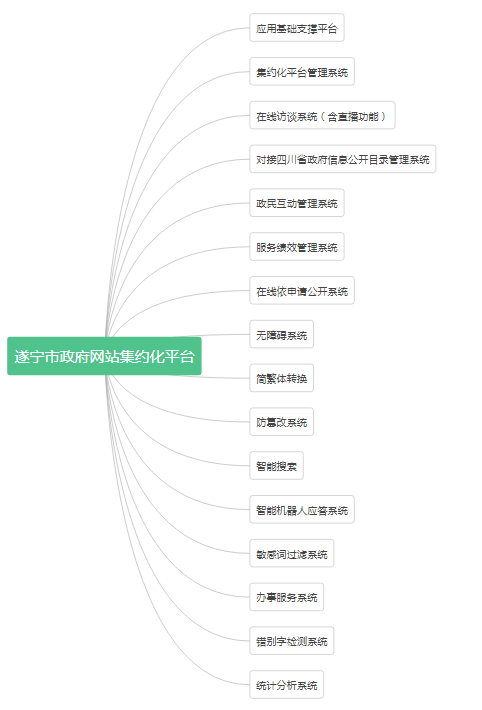 应用基础支撑平台
集约化平台管理系统
在线访谈系统（含直播功能）
对接四川省政府信息公开目录管理系统
政民互动管理系统
服务绩效管理系统
在线依申请公开系统
无障碍系统
遂宁市政府网站集约化平台
简繁体转换
防篡改系统
智能搜索
智能机器人应答系统
敏感词过滤系统
办事服务系统
错别字检测系统
统计分析系统